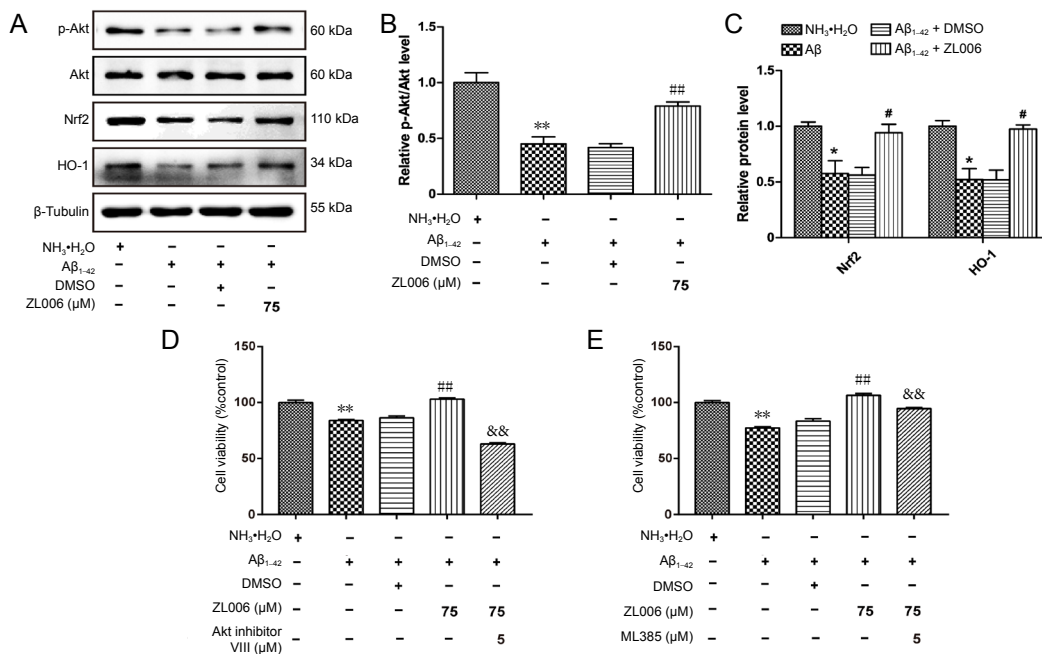 A
p-Akt 60 kDa
Akt 60 kDa
Nrf2 110 kDa
HO-1 34 kDa
β-Tubulin 55 kDa
NH₃•H₂O + – – –
Aβ₁₋₄₂ – + + +
DMSO – – + –
ZL006 (μM) – – – 75
B
Relative p-Akt/Akt level
1.5
1.0
0.5
0
**
##
NH₃•H₂O + – – –
Aβ₁₋₄₂ – + + +
DMSO – – + –
ZL006 (μM) – – – 75
C
NH₃•H₂O Aβ₁₋₄₂ + DMSO
Aβ Aβ₁₋₄₂ + ZL006
Relative protein level
1.5
1.0
0.5
0
* # * #
Nrf2 HO-1
D
Cell viability (%control)
150
100
50
0
** ## &&
NH₃•H₂O + – – – –
Aβ₁₋₄₂ – + + + +
DMSO – – + – –
ZL006 (μM) – – – 75 75
Akt inhibitor
VIII (μM) – – – – 5
E
Cell viability (%control)
150
100
50
0
** ## &&
NH₃•H₂O + – – – –
Aβ₁₋₄₂ – + + + +
DMSO – – + – –
ZL006 (μM) – – – 75 75
ML385 (μM) – – – – 5